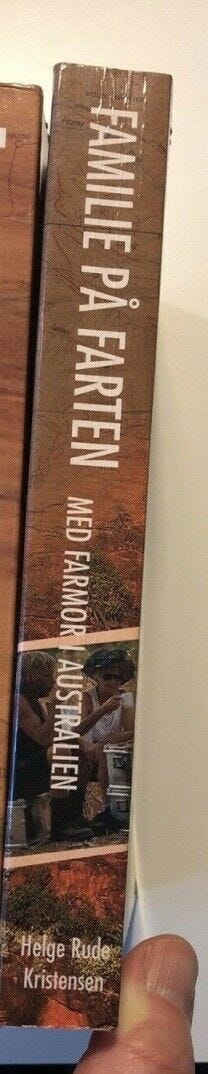 FAMILIE PÅ FARTEN
MED FARMOR I AUSTRALIEN
Helge Rude
Kristensen